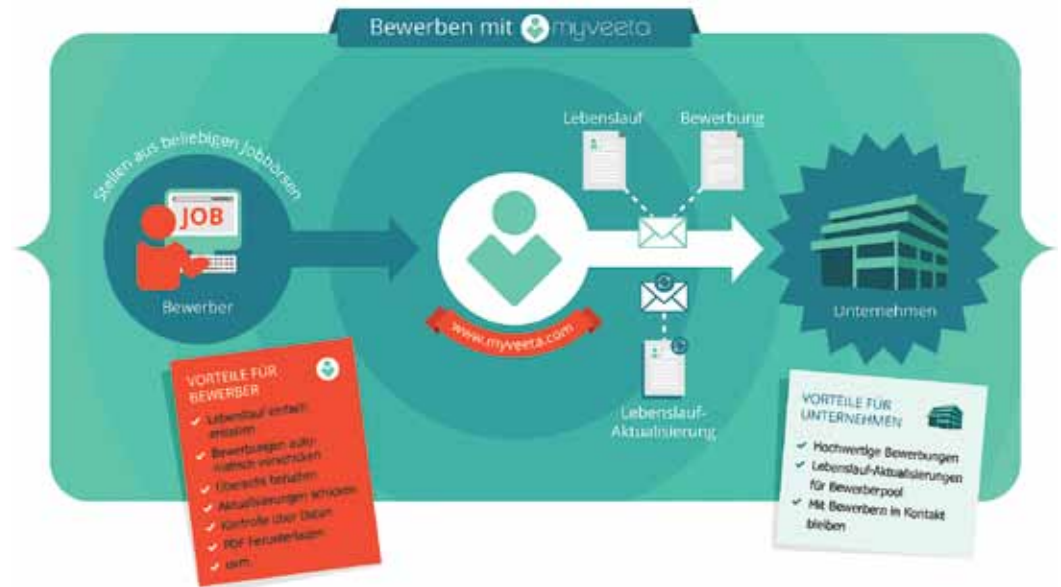 Bewerben mit myveeta
Stellen aus beliebigen Jobbörsen
JOB
Bewerber
www.myveeta.com
Lebenslauf
Bewerbung
Lebenslauf-
Aktualisierung
Unternehmen
VORTEILE FÜR
BEWERBER
Lebenslauf einfach
erstellen
Bewerbungen auto-
matisch verschicken
Übersicht behalten
Aktualisierungen schicken
Kontrolle über Daten
PDF herunterladen
uvm.
VORTEILE FÜR
UNTERNEHMEN
Hochwertige Bewerbungen
Lebenslauf-Aktualisierungen
für Bewerberpool
Mit Bewerbern in Kontakt
bleiben